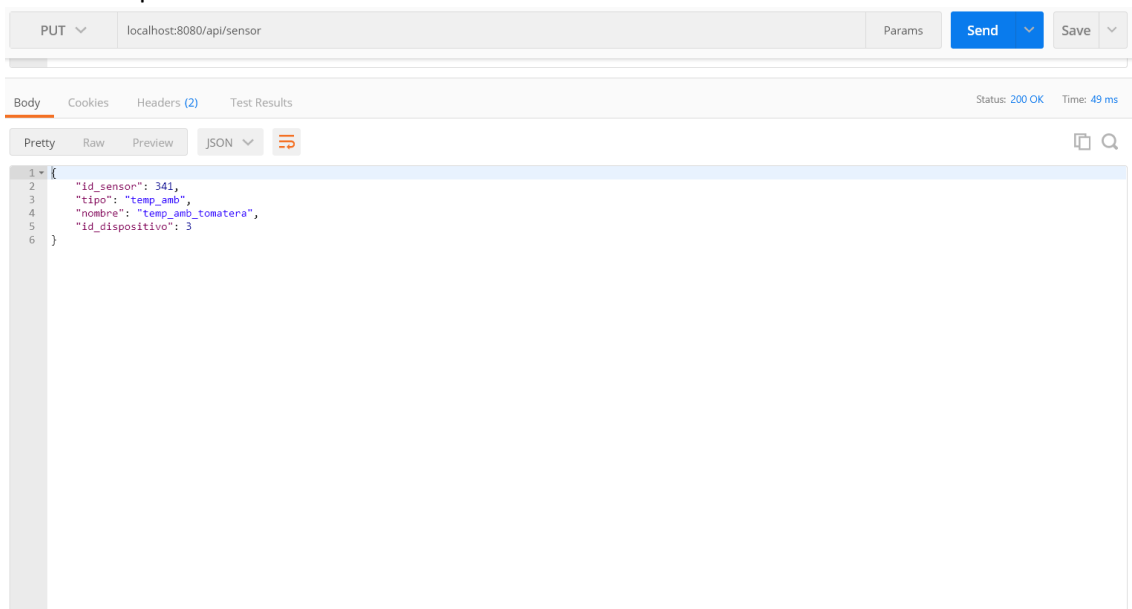 PUT localhost:8080/api/sensor Params Send Save
Body Cookies Headers (2) Test Results Status: 200 OK Time: 49 ms
Pretty Raw Preview JSON
1 {
2 "id_sensor": 341,
3 "tipo": "temp_amb",
4 "nombre": "temp_amb_tomatera",
5 "id_dispositivo": 3
6 }